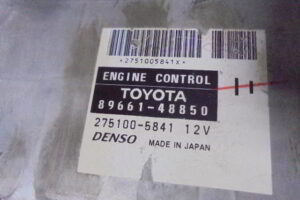 *2751005841X*
ENGINE CONTROL
TOYOTA
89661-48850
275100-5841 12V
DENSO MADE IN JAPAN